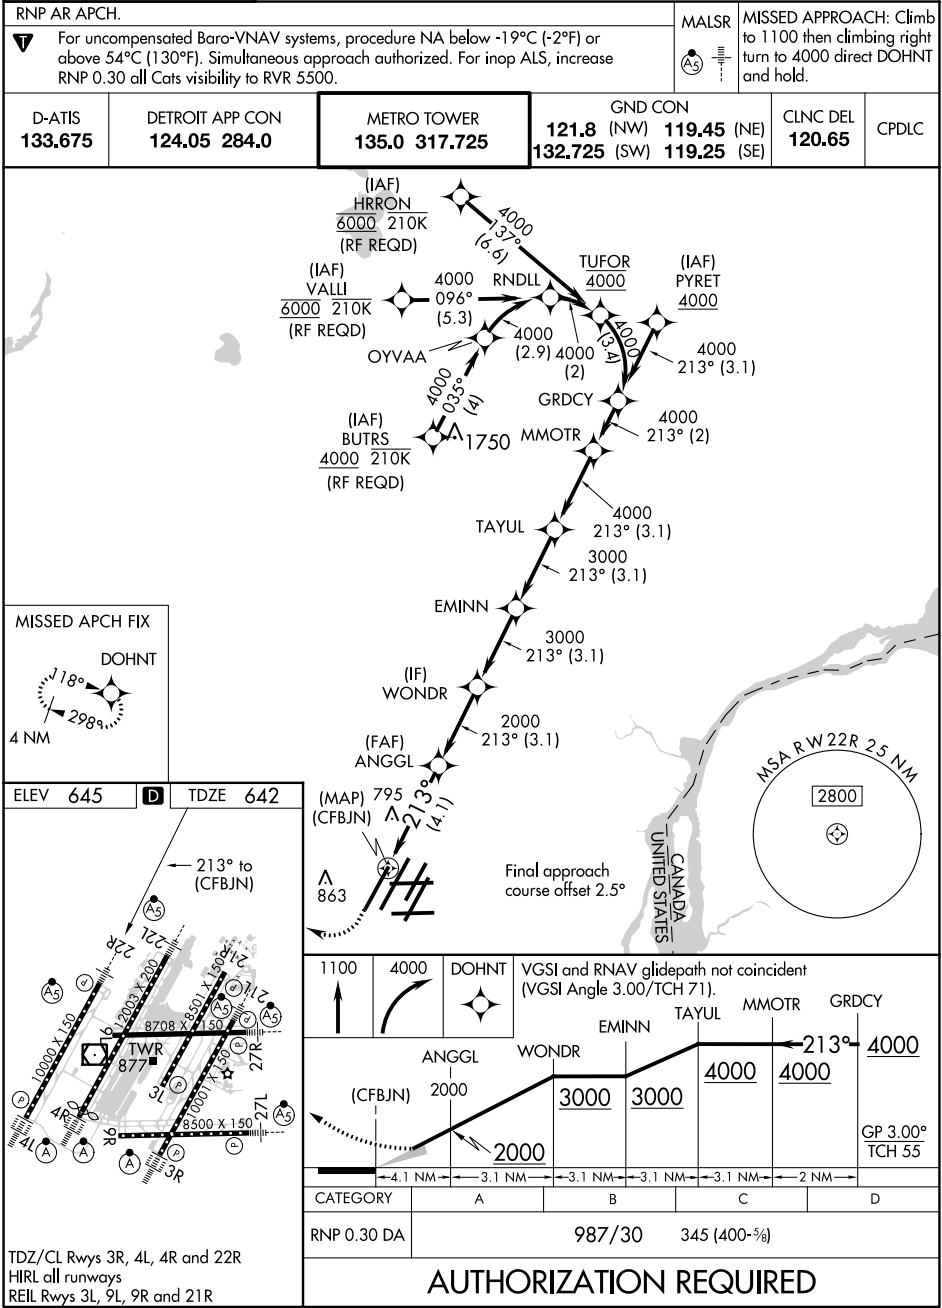 RNP AR APCH.
T
For uncompensated Baro-VNAV systems, procedure NA below -19°C (-2°F) or
above 54°C (130°F). Simultaneous approach authorized. For inop ALS, increase
RNP 0.30 all Cats visibility to RVR 5500.
MALSR
A5
MISSED APPROACH: Climb
to 1100 then climbing right
turn to 4000 direct DOHNT
and hold.
D-ATIS
133.675
DETROIT APP CON
124.05 284.0
METRO TOWER
135.0 317.725
GND CON
121.8 (NW) 119.45 (NE)
132.725 (SW) 119.25 (SE)
CLNC DEL
120.65
CPDLC
(IAF)
HRRON
6000 210K
(RF REQD)
4000
137°
(6.6)
(IAF)
VALLI
6000 210K
(RF REQD)
4000
096°
(5.3)
RNDLL
TUFOR
4000
(IAF)
PYRET
4000
OYVAA
4000
(2.9)
4000
(2)
4000
(3.4)
4000
213° (3.1)
4000
035°
(4)
(IAF)
BUTRS
4000 210K
(RF REQD)
1750
GRDCY
4000
213° (2)
MMOTR
4000
213° (3.1)
TAYUL
3000
213° (3.1)
EMINN
3000
213° (3.1)
(IF)
WONDR
2000
213° (3.1)
(FAF)
ANGGL
213°
(4.1)
(MAP)
(CFBJN)
795
863
Final approach
course offset 2.5°
CANADA
UNITED STATES
MSA RW22R 25 NM
2800
MISSED APCH FIX
DOHNT
118°
298°
4 NM
ELEV 645
D
TDZE 642
213° to
(CFBJN)
A5
22R
22L
21R
21L
A5
A5
P
P
P
10000 X 150
12003 X 200
8501 X 150
8708 X 150
9L
27R
TWR
877
3L
P
10001 X 150
27L
A5
8500 X 150
P
4L
4R
9R
3R
A
A
A
P
P
TDZ/CL Rwys 3R, 4L, 4R and 22R
HIRL all runways
REIL Rwys 3L, 9L, 9R and 21R
1100
4000
DOHNT
VGSI and RNAV glidepath not coincident
(VGSI Angle 3.00/TCH 71).
(CFBJN)
ANGGL
2000
WONDR
EMINN
TAYUL
MMOTR
GRDCY
213°
4000
4000
4000
3000
3000
2000
GP 3.00°
TCH 55
4.1 NM
3.1 NM
3.1 NM
3.1 NM
3.1 NM
2 NM
CATEGORY
A
B
C
D
RNP 0.30 DA
987/30 345 (400-⅝)
AUTHORIZATION REQUIRED